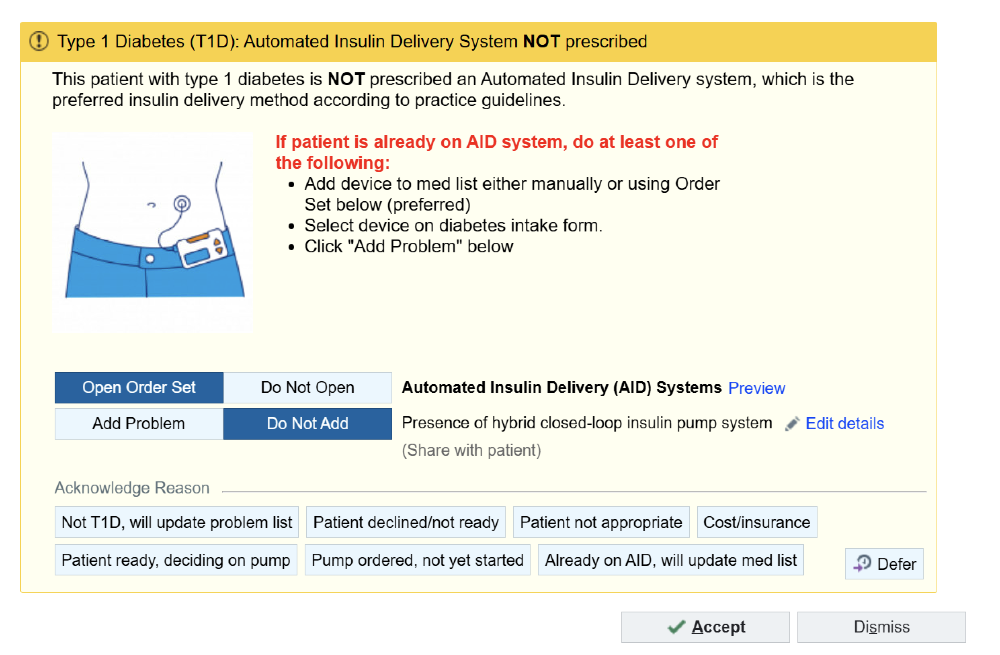 Type 1 Diabetes (T1D): Automated Insulin Delivery System NOT prescribed
This patient with type 1 diabetes is NOT prescribed an Automated Insulin Delivery system, which is the
preferred insulin delivery method according to practice guidelines.
If patient is already on AID system, do at least one of
the following:
• Add device to med list either manually or using Order
Set below (preferred)
• Select device on diabetes intake form.
• Click "Add Problem" below
Open Order Set Do Not Open Automated Insulin Delivery (AID) Systems Preview
Add Problem Do Not Add Presence of hybrid closed-loop insulin pump system Edit details
(Share with patient)
Acknowledge Reason
Not T1D, will update problem list Patient declined/not ready Patient not appropriate Cost/insurance
Patient ready, deciding on pump Pump ordered, not yet started Already on AID, will update med list Defer
Accept Dismiss